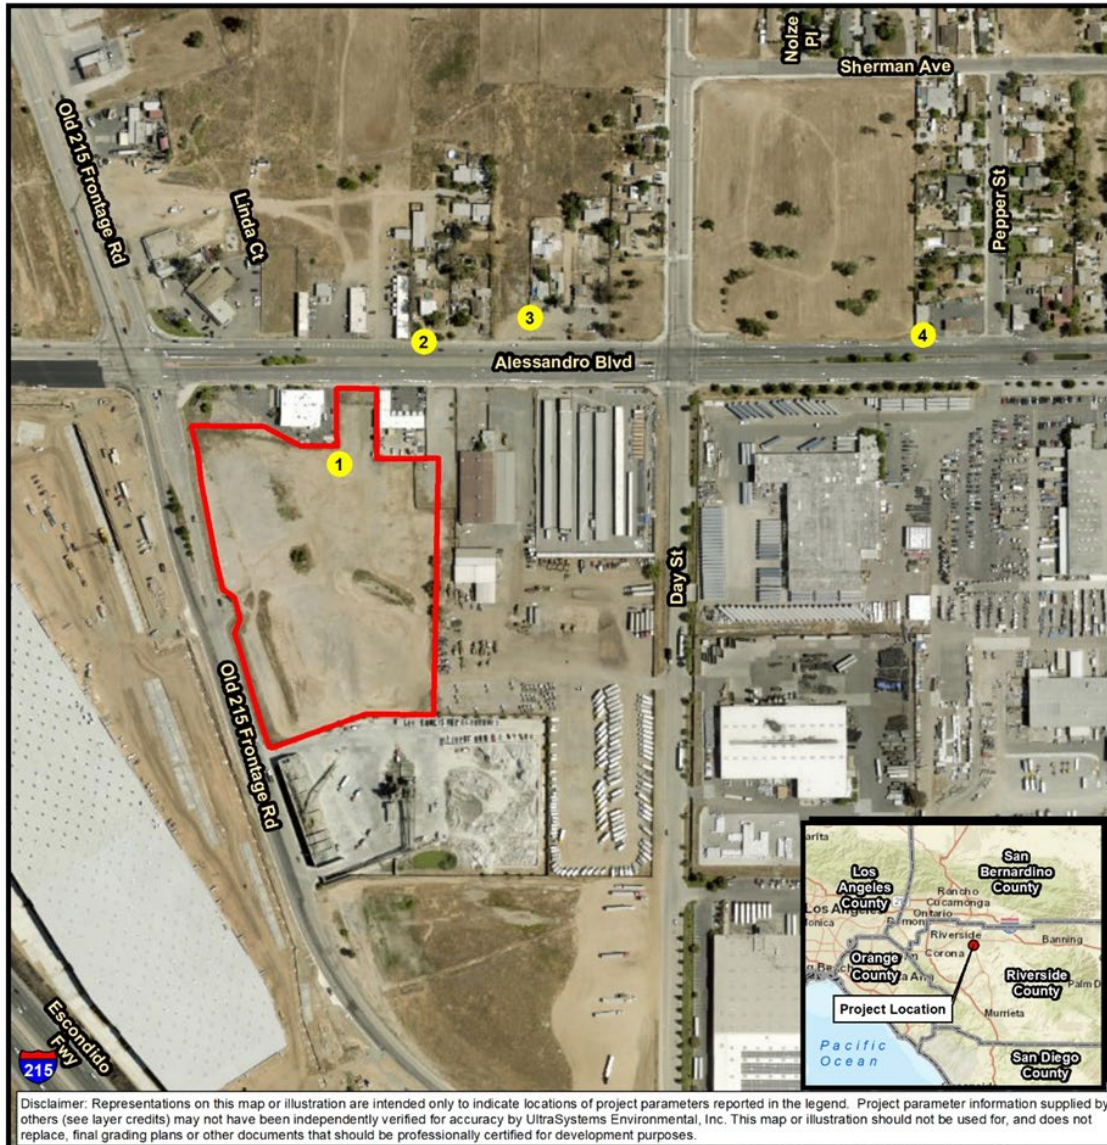 Nolze
Pl
Sherman Ave
Old 215 Frontage Rd
Linda Ct
Pepper St
3
2
4
Alessandro Blvd
1
Day St
Old 215 Frontage Rd
San
Bernardino
County
Los
Angeles
County
Rancho
Cucamonga
Los Angeles
Ontario
Riverside
Banning
Corona
Orange
County
Riverside
County
Project Location
Murrieta
Pacific
Ocean
San Diego
County
Escondido
Fwy
215
Disclaimer: Representations on this map or illustration are intended only to indicate locations of project parameters reported in the legend. Project parameter information supplied by
others (see layer credits) may not have been independently verified for accuracy by UltraSystems Environmental, Inc. This map or illustration should not be used for, and does not
replace, final grading plans or other documents that should be professionally certified for development purposes.